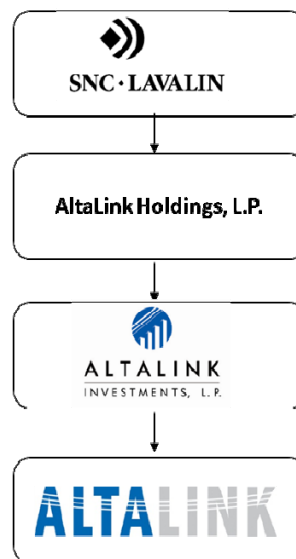 SNC·LAVALIN
AltaLink Holdings, L.P.
ALTALINK
INVESTMENTS, L.P.
ALTALINK